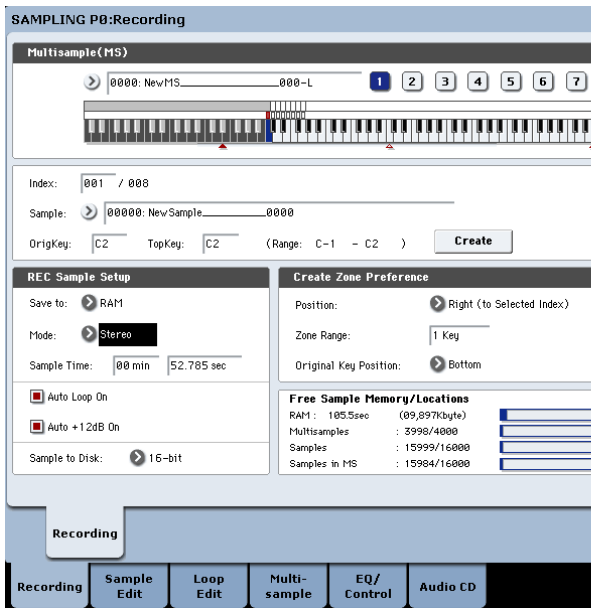 SAMPLING P0:Recording
Multisample(MS)
0000: NewMS_____________000-L
1 2 3 4 5 6 7
Index: 001 / 008
Sample: 00000: NewSample_________0000
OrigKey: C2 TopKey: C2 (Range: C-1 - C2 ) Create
REC Sample Setup
Save to: RAM
Mode: Stereo
Sample Time: 00 min 52.785 sec
Auto Loop On
Auto +12dB On
Sample to Disk: 16-bit
Create Zone Preference
Position: Right (to Selected Index)
Zone Range: 1 Key
Original Key Position: Bottom
Free Sample Memory/Locations
RAM : 105.5sec (09,897Kbyte)
Multisamples : 3998/4000
Samples : 15999/16000
Samples in MS : 15984/16000
Recording
Recording
Sample Edit
Loop Edit
Multi-sample
EQ/ Control
Audio CD